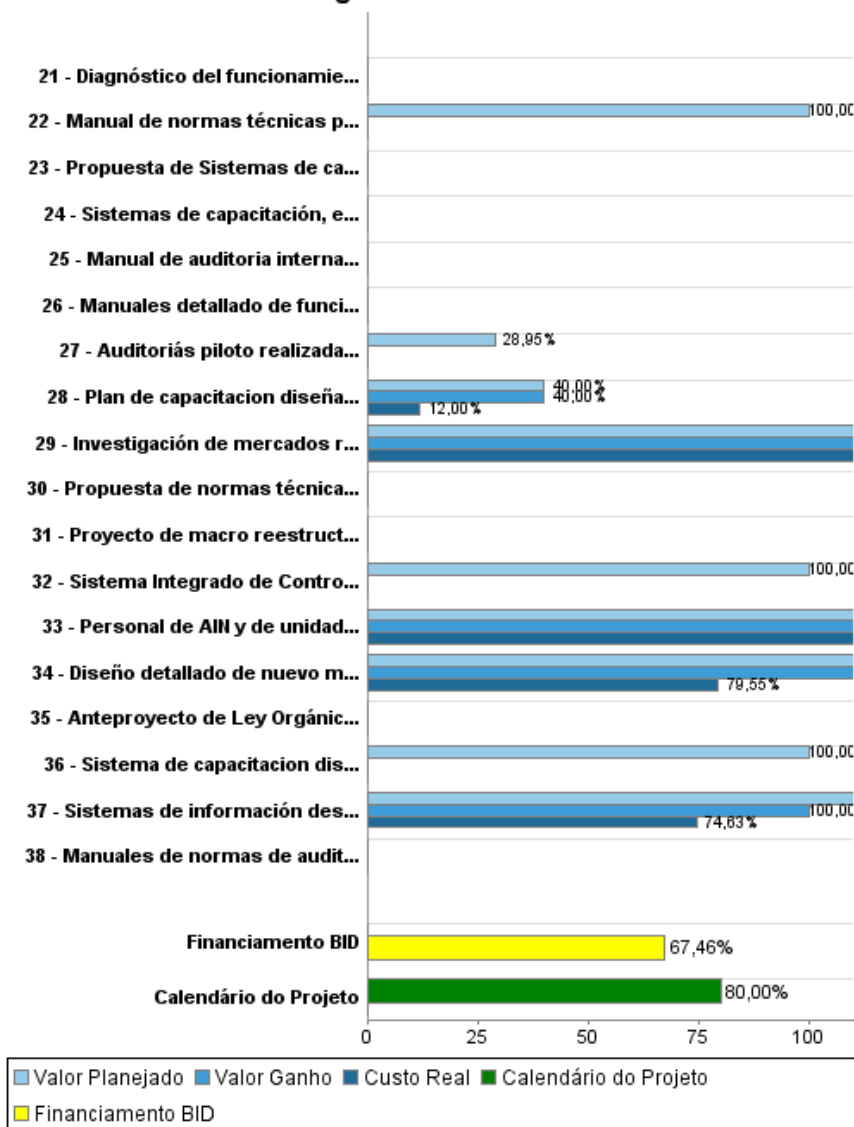 21 - Diagnóstico del funcionamie...
22 - Manual de normas técnicas p...
100,00
23 - Propuesta de Sistemas de ca...
24 - Sistemas de capacitación, e...
25 - Manual de auditoria interna...
26 - Manuales detallado de funci...
27 - Auditoriás piloto realizada...
28,95%
28 - Plan de capacitacion diseña...
40,00%
40,00%
12,00%
29 - Investigación de mercados r...
30 - Propuesta de normas técnica...
31 - Proyecto de macro reestruct...
32 - Sistema Integrado de Contro...
100,00
33 - Personal de AIN y de unidad...
34 - Diseño detallado de nuevo m...
79,55%
35 - Anteproyecto de Ley Orgánic...
36 - Sistema de capacitacion dis...
100,00
37 - Sistemas de información des...
100,00
74,63%
38 - Manuales de normas de audit...
Financiamento BID
67,46%
Calendário do Projeto
80,00%
0 25 50 75 100
Valor Planejado Valor Ganho Custo Real Calendário do Projeto
Financiamento BID